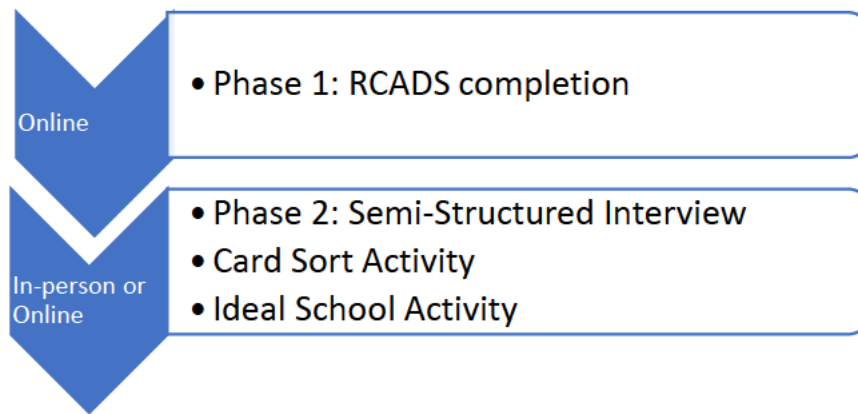 Online
• Phase 1: RCADS completion
In-person or
Online
• Phase 2: Semi-Structured Interview
• Card Sort Activity
• Ideal School Activity